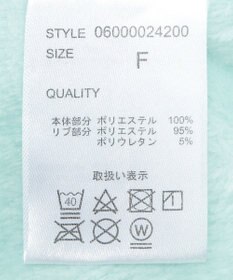 STYLE 06000024200
SIZE F
QUALITY
本体部分 ポリエステル 100%
リブ部分 ポリエステル 95%
ポリウレタン 5%
取扱い表示
40
W